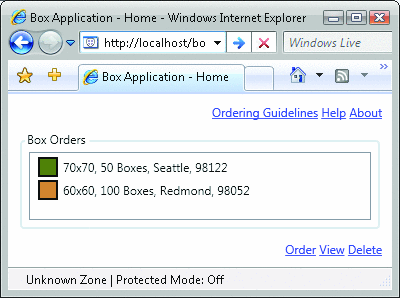 Box Application - Home - Windows Internet Explorer
http://localhost/bo
Windows Live
Box Application - Home
Ordering Guidelines Help About
Box Orders
70x70, 50 Boxes, Seattle, 98122
60x60, 100 Boxes, Redmond, 98052
Order View Delete
Unknown Zone | Protected Mode: Off